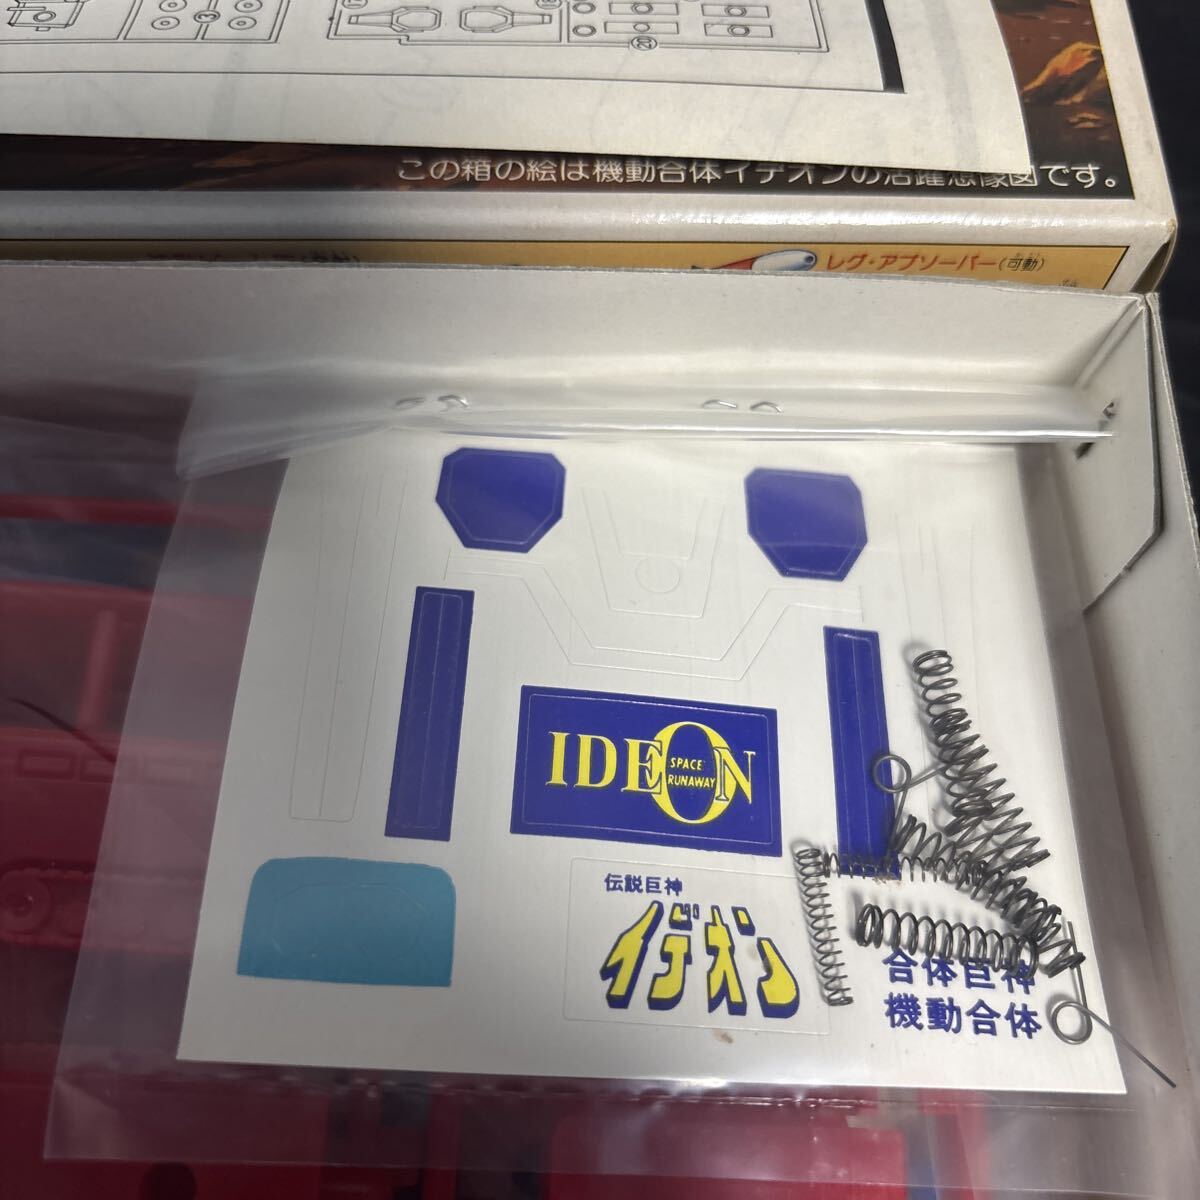 この箱の絵は機動合体イデオンの活躍想像図です。
レグ・アブソーバー(可動)
IDEON
SPACE
RUNAWAY
伝説巨神
イデオン
合体巨神
機動合体